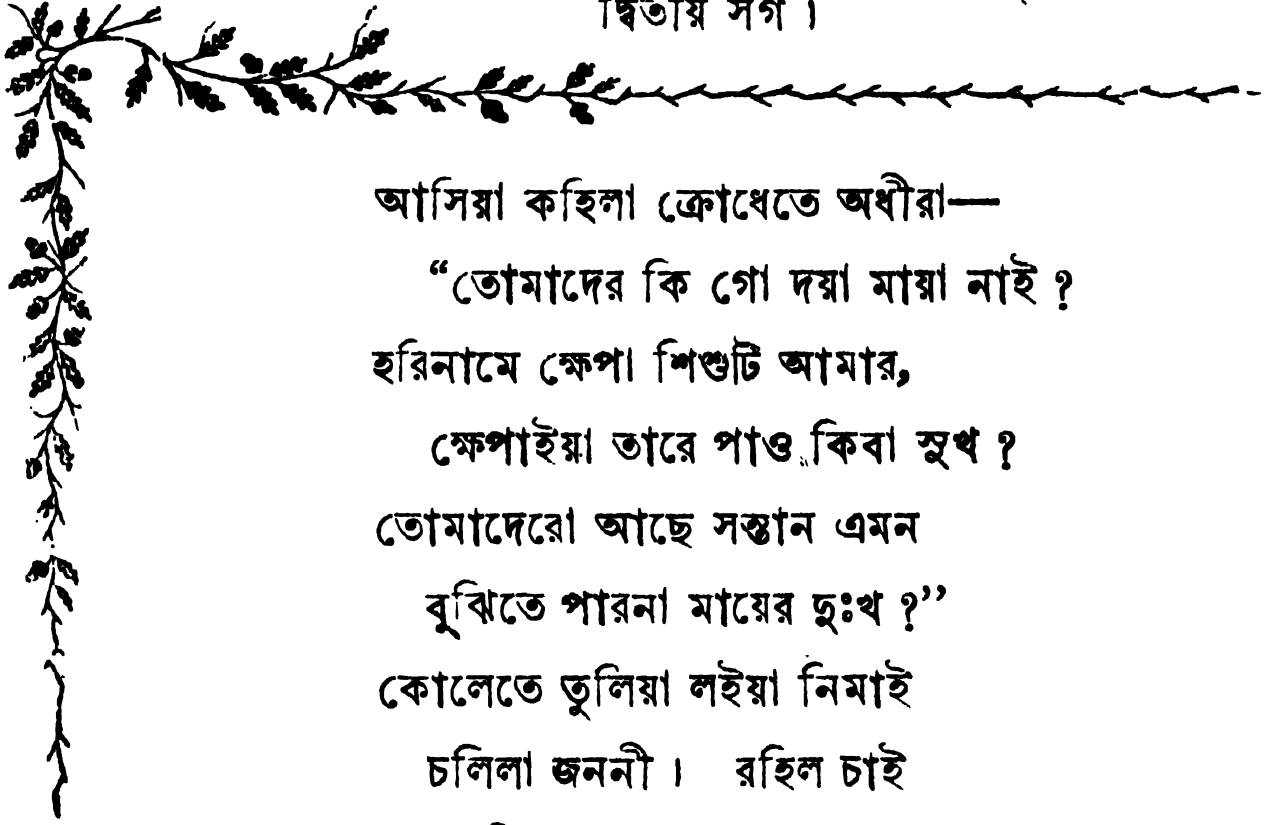 দ্বিতীয় সর্গ ।
আসিয়া কহিলা ক্রোধেতে অধীরা—
“তোমাদের কি গো দয়া মায়া নাই ?
হরিনামে ক্ষেপা শিশুটি আমার,
ক্ষেপাইয়া তারে পাও কিবা সুখ ?
তোমাদেরো আছে সন্তান এমন
বুঝিতে পারনা মায়ের দুঃখ ?’’
কোলেতে তুলিয়া লইয়া নিমাই
চলিলা জননী । রহিল চাই